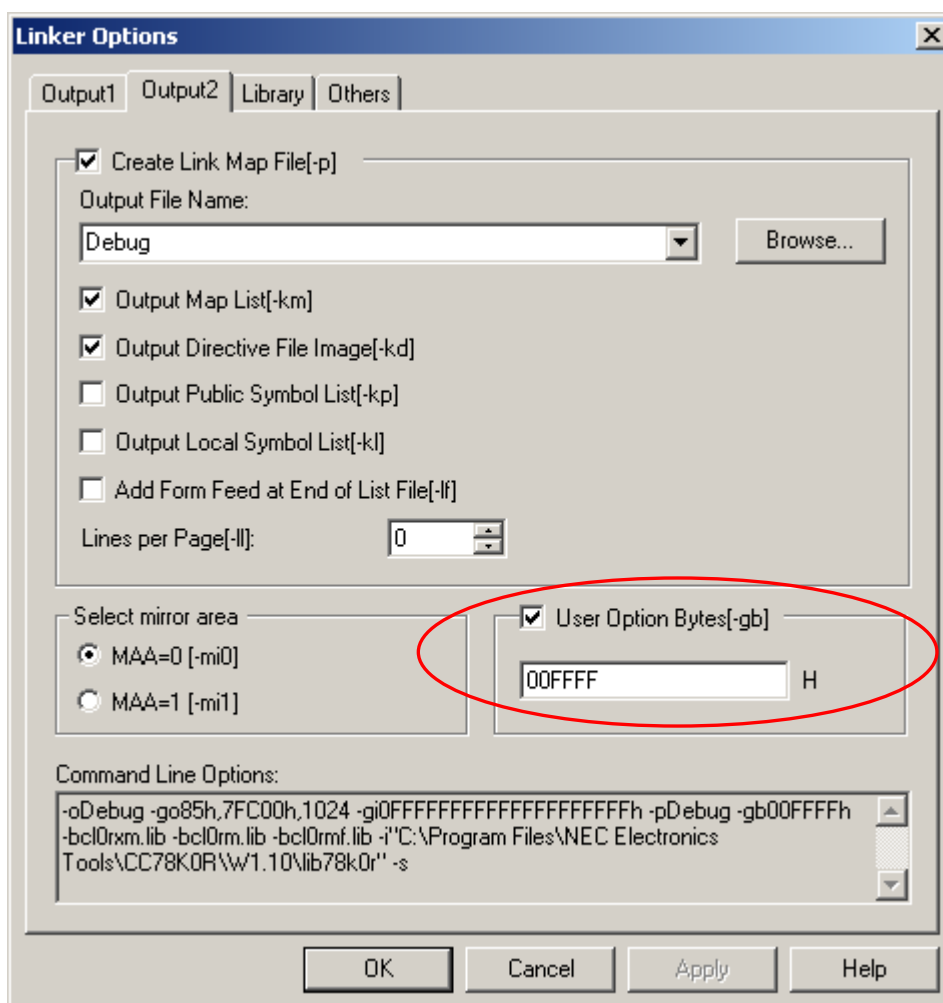 Linker Options
Output1 Output2 Library Others
Create Link Map File[-p]
Output File Name:
Debug
Browse...
Output Map List[-km]
Output Directive File Image[-kd]
Output Public Symbol List[-kp]
Output Local Symbol List[-kl]
Add Form Feed at End of List File[-lf]
Lines per Page[-ll]: 0
Select mirror area
MAA=0 [-mi0]
MAA=1 [-mi1]
User Option Bytes[-gb]
00FFFF H
Command Line Options:
-oDebug -go85h,7FC00h,1024 -gi0FFFFFFFFFFFFFFFFFFFFh -pDebug -gb00FFFFh
-bcl0rxm.lib -bcl0rm.lib -bcl0rmf.lib -i"C:\Program Files\NEC Electronics
Tools\CC78K0R\W1.10\lib78k0r" -s
OK Cancel Apply Help